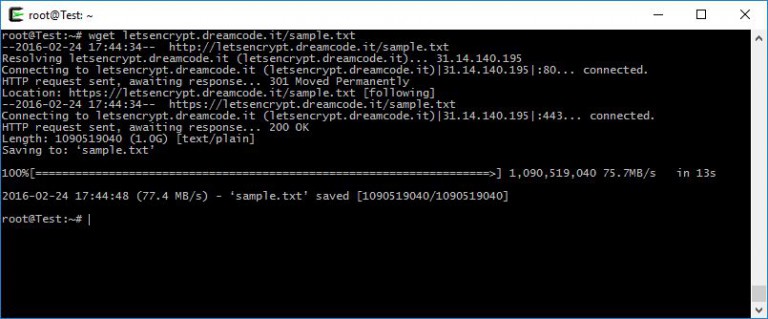 root@Test: ~
root@Test:~# wget letsencrypt.dreamcode.it/sample.txt
--2016-02-24 17:44:34--  http://letsencrypt.dreamcode.it/sample.txt
Resolving letsencrypt.dreamcode.it (letsencrypt.dreamcode.it)... 31.14.140.195
Connecting to letsencrypt.dreamcode.it (letsencrypt.dreamcode.it)|31.14.140.195|:80... connected.
HTTP request sent, awaiting response... 301 Moved Permanently
Location: https://letsencrypt.dreamcode.it/sample.txt [following]
--2016-02-24 17:44:34--  https://letsencrypt.dreamcode.it/sample.txt
Connecting to letsencrypt.dreamcode.it (letsencrypt.dreamcode.it)|31.14.140.195|:443... connected.
HTTP request sent, awaiting response... 200 OK
Length: 1090519040 (1.0G) [text/plain]
Saving to: ‘sample.txt’
100%[=================================================================>] 1,090,519,040 75.7MB/s   in 13s
2016-02-24 17:44:48 (77.4 MB/s) - ‘sample.txt’ saved [1090519040/1090519040]
root@Test:~#